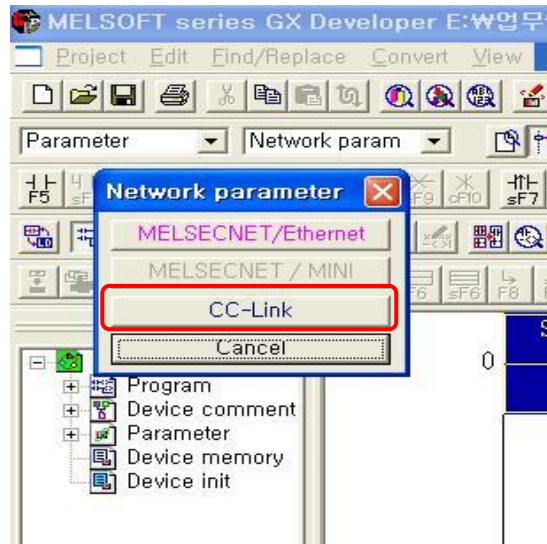 MELSOFT series GX Developer E:₩업무
Project Edit Find/Replace Convert View
Parameter Network param
F5 sF F9 cF10 sF7
Network parameter
MELSECNET/Ethernet
MELSECNET / MINI
CC-Link
Cancel
F6 sF6 F8
0
Program
Device comment
Parameter
Device memory
Device init